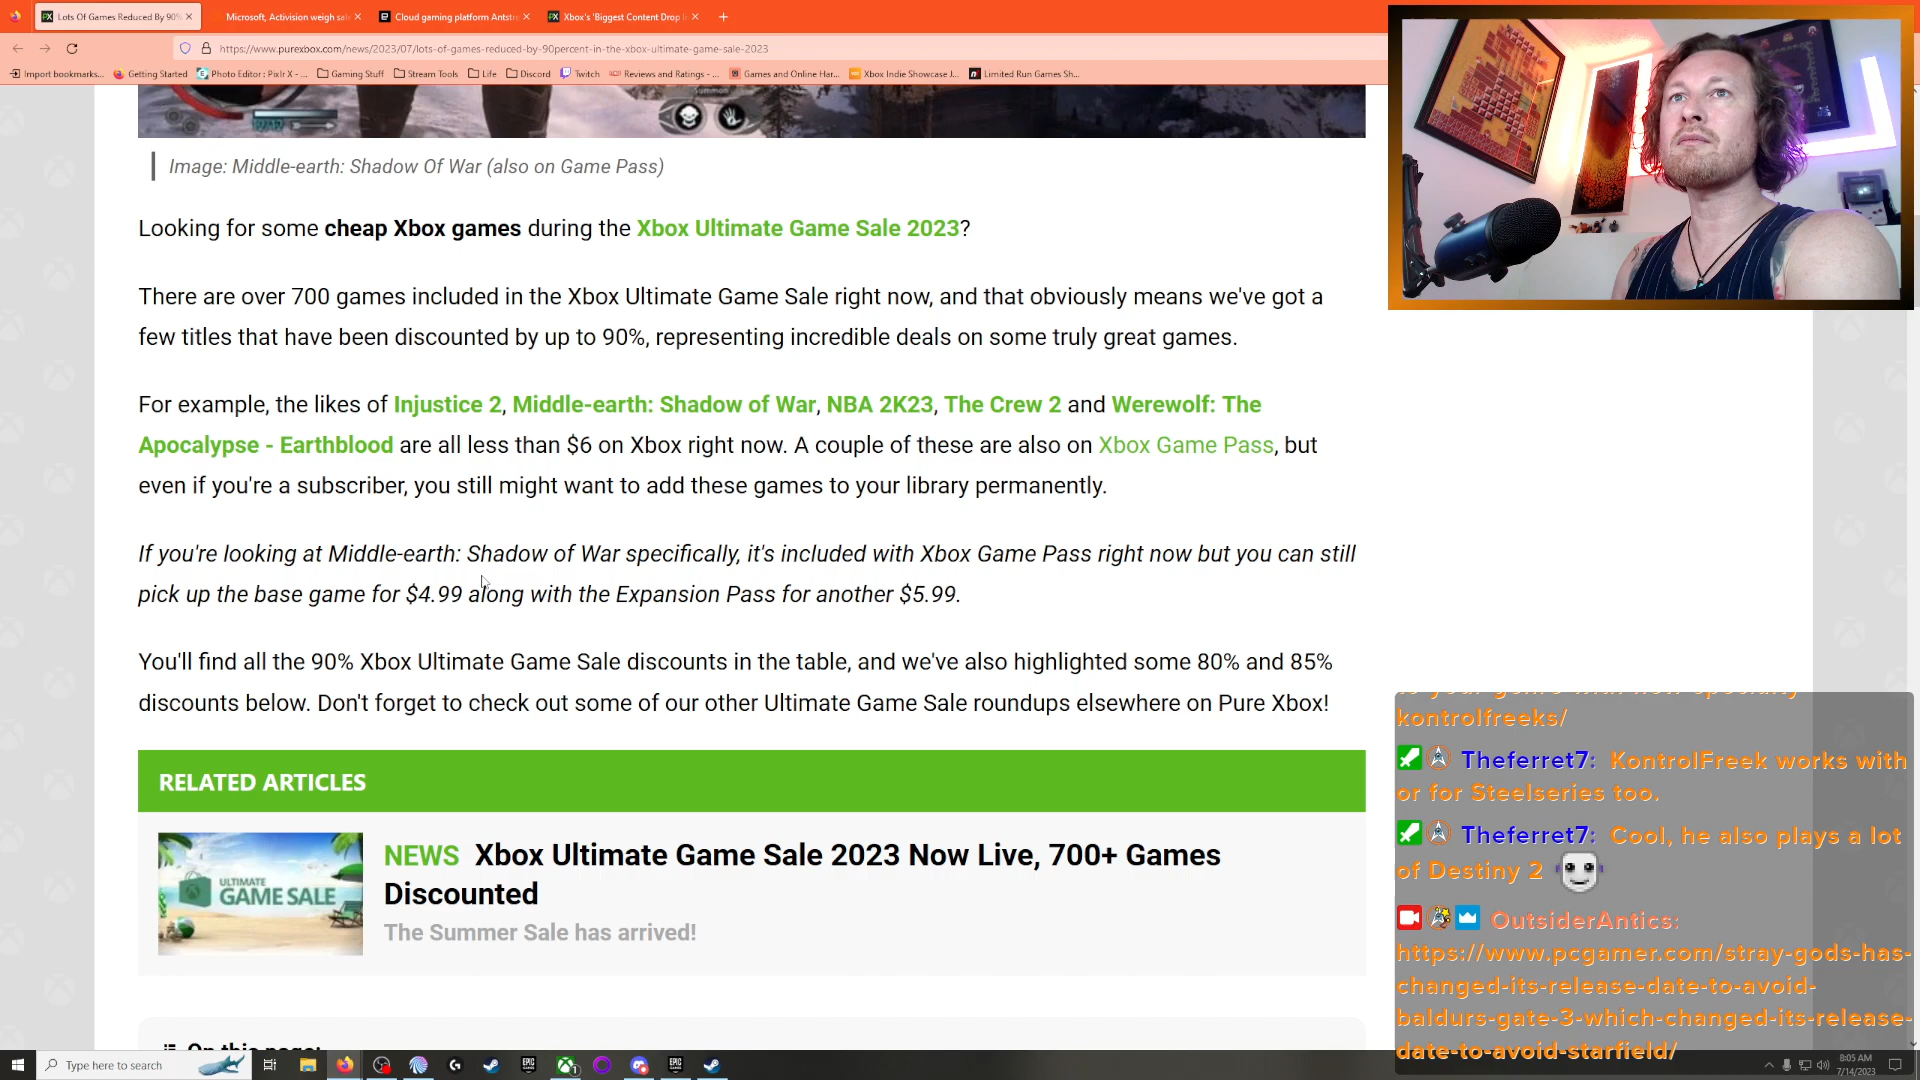 Lots Of Games Reduced By 90%
Microsoft, Activision weigh sale
Cloud gaming platform Antstre
Xbox's 'Biggest Content Drop I
https://www.purexbox.com/news/2023/07/lots-of-games-reduced-by-90percent-in-the-xbox-ultimate-game-sale-2023
Import bookmarks...
Getting Started
Photo Editor : Pixlr X - ...
Gaming Stuff
Stream Tools
Life
Discord
Twitch
Reviews and Ratings - ...
Games and Online Har...
Xbox Indie Showcase J...
Limited Run Games Sh...
Summon
Image: Middle-earth: Shadow Of War (also on Game Pass)
Looking for some cheap Xbox games during the Xbox Ultimate Game Sale 2023?
There are over 700 games included in the Xbox Ultimate Game Sale right now, and that obviously means we've got a
few titles that have been discounted by up to 90%, representing incredible deals on some truly great games.
For example, the likes of Injustice 2, Middle-earth: Shadow of War, NBA 2K23, The Crew 2 and Werewolf: The
Apocalypse - Earthblood are all less than $6 on Xbox right now. A couple of these are also on Xbox Game Pass, but
even if you're a subscriber, you still might want to add these games to your library permanently.
If you're looking at Middle-earth: Shadow of War specifically, it's included with Xbox Game Pass right now but you can still
pick up the base game for $4.99 along with the Expansion Pass for another $5.99.
You'll find all the 90% Xbox Ultimate Game Sale discounts in the table, and we've also highlighted some 80% and 85%
discounts below. Don't forget to check out some of our other Ultimate Game Sale roundups elsewhere on Pure Xbox!
RELATED ARTICLES
ULTIMATE
GAME SALE
NEWS Xbox Ultimate Game Sale 2023 Now Live, 700+ Games
Discounted
The Summer Sale has arrived!
On this page:
kontrolfreeks/
Theferret7: KontrolFreek works with
or for Steelseries too.
Theferret7: Cool, he also plays a lot
of Destiny 2
OutsiderAntics:
https://www.pcgamer.com/stray-gods-has-
changed-its-release-date-to-avoid-
baldurs-gate-3-which-changed-its-release-
date-to-avoid-starfield/
Type here to search
8:05 AM
7/14/2023